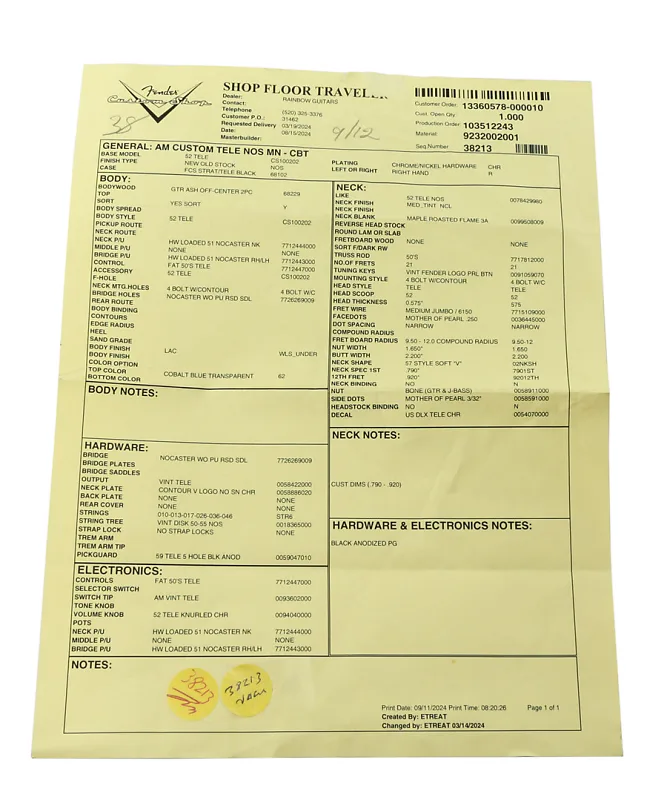 Fender
Custom Shop
38
SHOP FLOOR TRAVELER
Dealer: RAINBOW GUITARS
Contact:
Telephone (520) 325-3376
Customer P.O.: 31462
Requested Delivery 03/19/2024
Date: 06/15/2024
Masterbuilder:
9/12
Customer Order: 13360578-000010
Cust. Open Qty: 1.000
Production Order: 103512243
Material: 9232002001
Seq.Number 38213
GENERAL: AM CUSTOM TELE NOS MN - CBT
BASE MODEL 52 TELE CS100202
FINISH TYPE NEW OLD STOCK NOS
CASE FCS STRAT/TELE BLACK 68102
PLATING CHROME/NICKEL HARDWARE CHR
LEFT OR RIGHT RIGHT HAND R
BODY:
BODYWOOD GTR ASH OFF-CENTER 2PC 68229
TOP
SORT YES SORT Y
BODY SPREAD
BODY STYLE 52 TELE CS100202
PICKUP ROUTE
NECK ROUTE
NECK P/U HW LOADED 51 NOCASTER NK 7712444000
MIDDLE P/U NONE NONE
BRIDGE P/U HW LOADED 51 NOCASTER RH/LH 7712443000
CONTROL FAT 50'S TELE 7712447000
ACCESSORY 52 TELE CS100202
F-HOLE
NECK MTG.HOLES 4 BOLT W/CONTOUR 4 BOLT W/C
BRIDGE HOLES NOCASTER WO PU RSD SDL 7726269009
REAR ROUTE
BODY BINDING
CONTOURS
EDGE RADIUS
HEEL
SAND GRADE
BODY FINISH LAC WLS_UNDER
BODY FINISH
COLOR OPTION
TOP COLOR COBALT BLUE TRANSPARENT 62
BOTTOM COLOR
BODY NOTES:
HARDWARE:
BRIDGE NOCASTER WO PU RSD SDL 7726269009
BRIDGE PLATES
BRIDGE SADDLES
OUTPUT VINT TELE 0058422000
NECK PLATE CONTOUR V LOGO NO SN CHR 0058886020
BACK PLATE NONE NONE
REAR COVER NONE NONE
STRINGS 010-013-017-026-036-046 STR6
STRING TREE VINT DISK 50-55 NOS 0018365000
STRAP LOCK NO STRAP LOCKS NONE
TREM ARM
TREM ARM TIP
PICKGUARD 59 TELE 5 HOLE BLK ANOD 0059047010
ELECTRONICS:
CONTROLS FAT 50'S TELE 7712447000
SELECTOR SWITCH
SWITCH TIP AM VINT TELE 0093602000
TONE KNOB
VOLUME KNOB 52 TELE KNURLED CHR 0094040000
POTS
NECK P/U HW LOADED 51 NOCASTER NK 7712444000
MIDDLE P/U NONE NONE
BRIDGE P/U HW LOADED 51 NOCASTER RH/LH 7712443000
NECK:
LIKE 52 TELE NOS 0078429980
NECK FINISH MED_TINT NCL
NECK FINISH
NECK BLANK MAPLE ROASTED FLAME 3A 0099508009
REVERSE HEAD STOCK
ROUND LAM OR SLAB
FRETBOARD WOOD NONE NONE
SORT F/DARK RW
TRUSS ROD 50'S 7717812000
NO.OF FRETS 21 21
TUNING KEYS VINT FENDER LOGO PRL BTN 0091059070
MOUNTING STYLE 4 BOLT W/CONTOUR 4 BOLT W/C
HEAD STYLE TELE TELE
HEAD SCOOP 52 52
HEAD THICKNESS 0.575" 575
FRET WIRE MEDIUM JUMBO / 6150 7715109000
FACEDOTS MOTHER OF PEARL .250 0036445000
DOT SPACING NARROW NARROW
COMPOUND RADIUS
FRET BOARD RADIUS 9.50 - 12.0 COMPOUND RADIUS 9.50-12
NUT WIDTH 1.650" 1.650
BUTT WIDTH 2.200" 2.200
NECK SHAPE 57 STYLE SOFT "V" 02NKSH
NECK SPEC 1ST .790" 7901ST
12TH FRET .920" 92012TH
NECK BINDING NO N
NUT BONE (GTR & J-BASS) 0058911000
SIDE DOTS MOTHER OF PEARL 3/32" 0058591000
HEADSTOCK BINDING NO N
DECAL US DLX TELE CHR 0054070000
NECK NOTES:
CUST DIMS (.790 - .920)
HARDWARE & ELECTRONICS NOTES:
BLACK ANODIZED PG
NOTES:
38213
38213
Print Date: 09/11/2024 Print Time: 08:20:26 Page 1 of 1
Created By: ETREAT
Changed by: ETREAT 03/14/2024